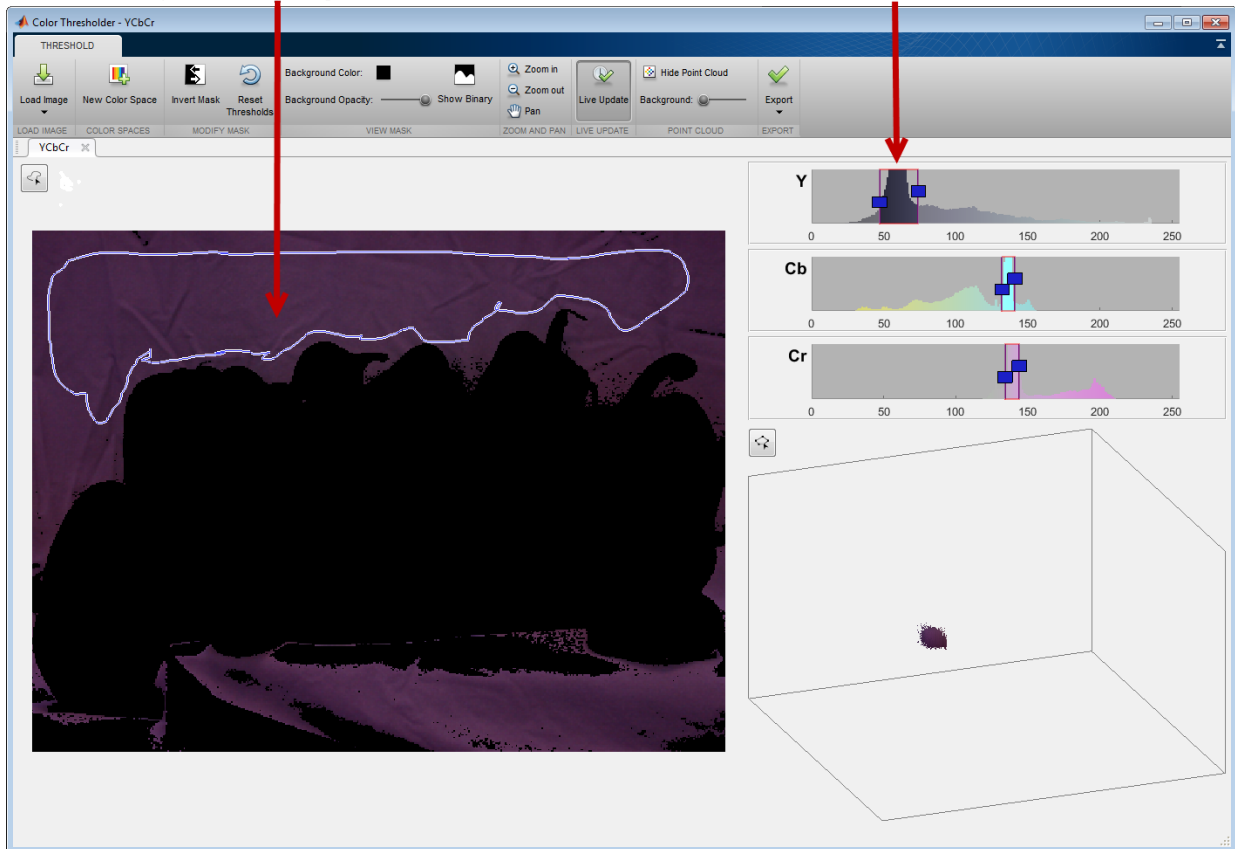 Color Thresholder - YCbCr
THRESHOLD
Load Image
New Color Space
Invert Mask
Reset Thresholds
Background Color:
Background Opacity:
Show Binary
Zoom in
Zoom out
Pan
Live Update
Hide Point Cloud
Background:
Export
LOAD IMAGE
COLOR SPACES
MODIFY MASK
VIEW MASK
ZOOM AND PAN
LIVE UPDATE
POINT CLOUD
EXPORT
YCbCr
Y
0 50 100 150 200 250
Cb
0 50 100 150 200 250
Cr
0 50 100 150 200 250